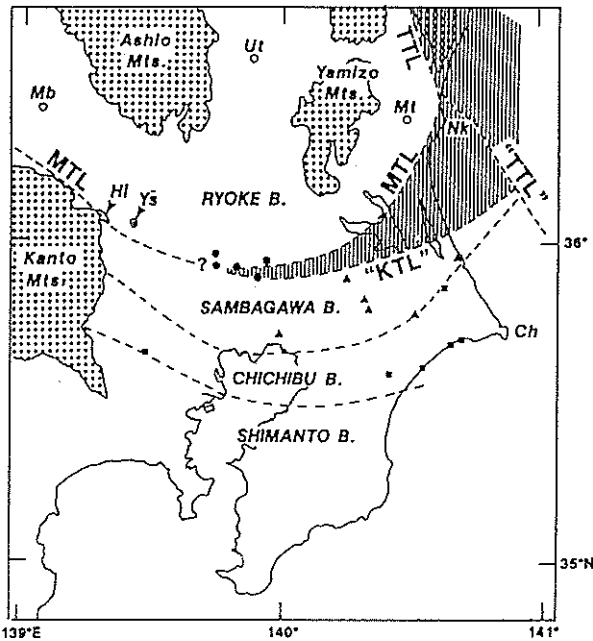 Ashio
Mts.
Ut
Yamizo
Mts.
TTL
Mb
Mt
Nk
MTL
MTL
"TTL"
Hl
Ys
RYOKE B.
36°
?
"KTL"
Kanto
Mts.
SAMBAGAWA B.
Ch
CHICHIBU B.
SHIMANTO B.
35°N
139°E
140°
141°